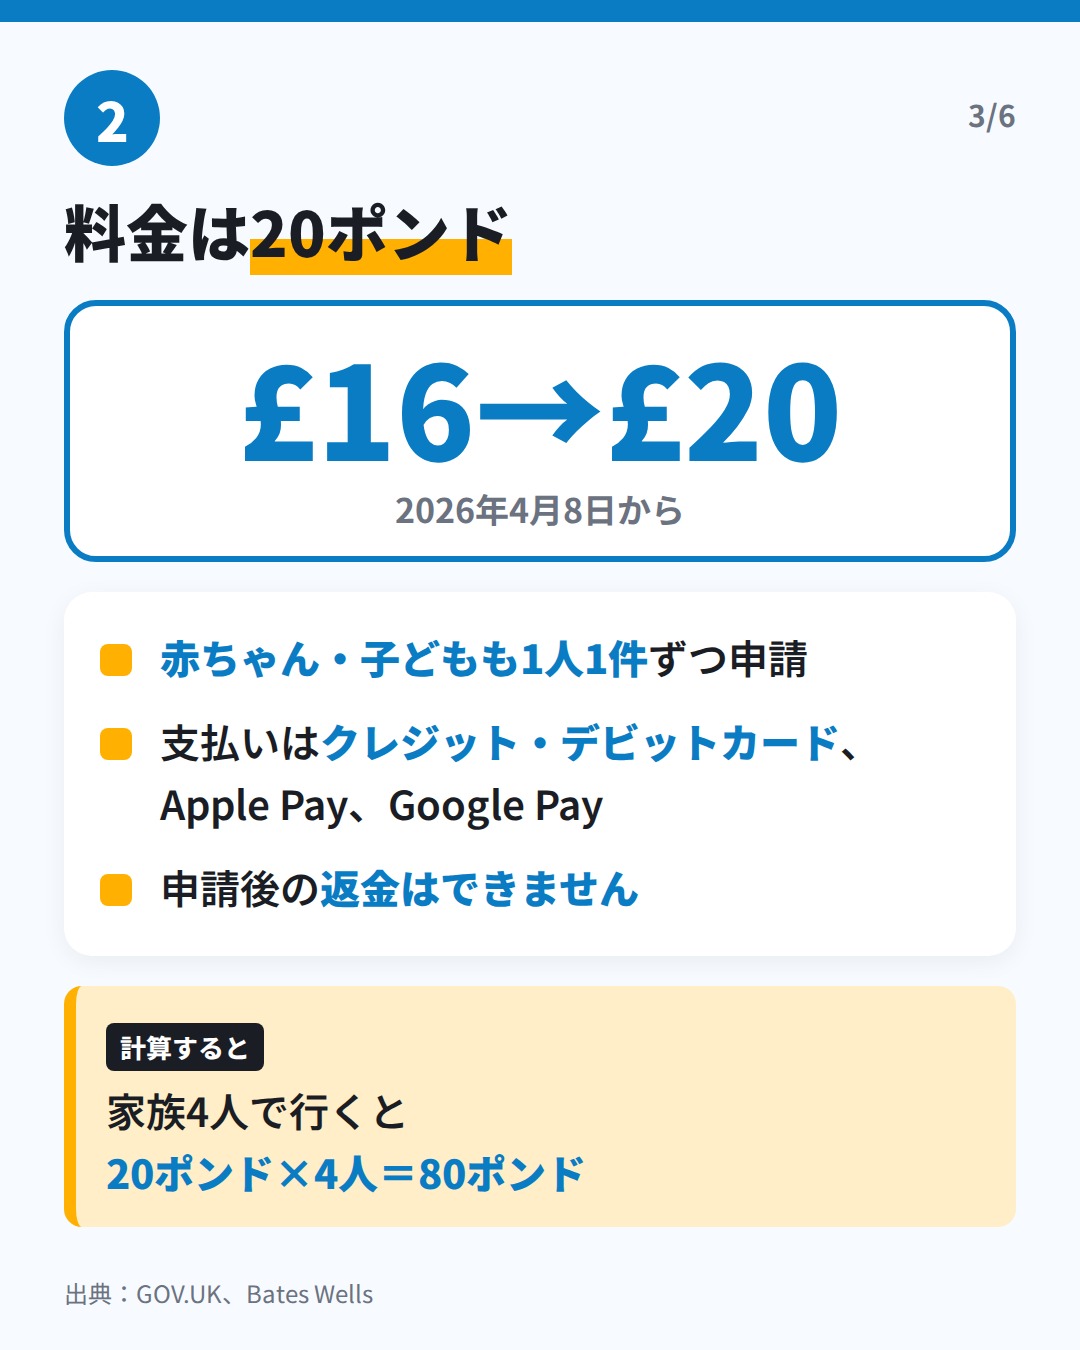 2
3/6
料金は20ポンド
£16→£20
2026年4月8日から
赤ちゃん・子どもも1人1件ずつ申請
支払いはクレジット・デビットカード、
Apple Pay、Google Pay
申請後の返金はできません
計算すると
家族4人で行くと
20ポンド×4人＝80ポンド
出典：GOV.UK、Bates Wells